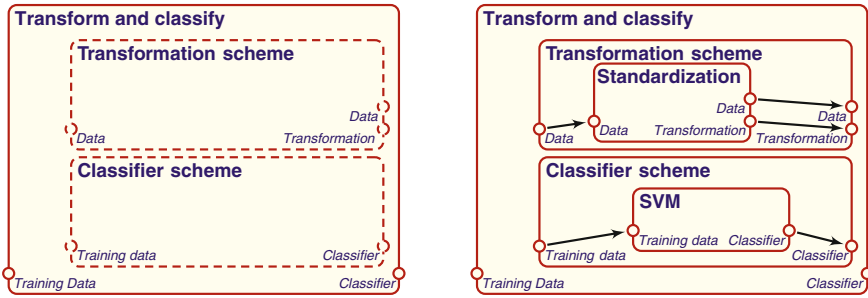 Transform and classify
Transformation scheme
Data
Data
Transformation
Classifier scheme
Training data
Classifier
Training Data
Classifier
Transform and classify
Transformation scheme
Standardization
Data
Data
Data
Data
Transformation
Transformation
Classifier scheme
SVM
Training data
Classifier
Training data
Classifier
Training Data
Classifier